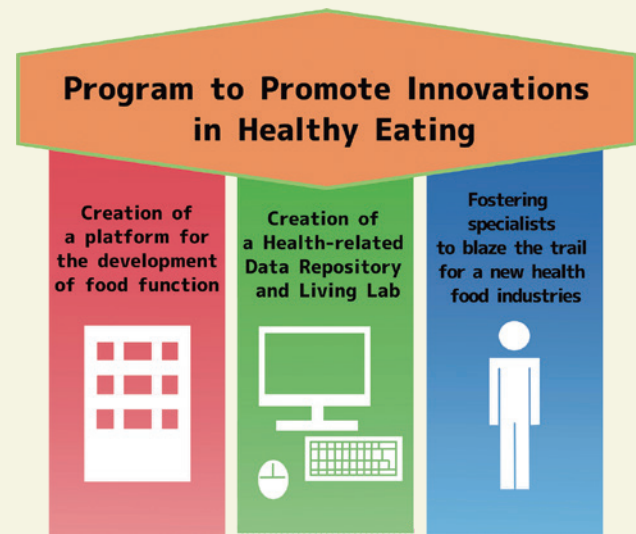 Program to Promote Innovations
in Healthy Eating
Creation of
a platform for
the development
of food function
Creation of
a Health-related
Data Repository
and Living Lab
Fostering
specialists
to blaze the trail
for a new health
food industries